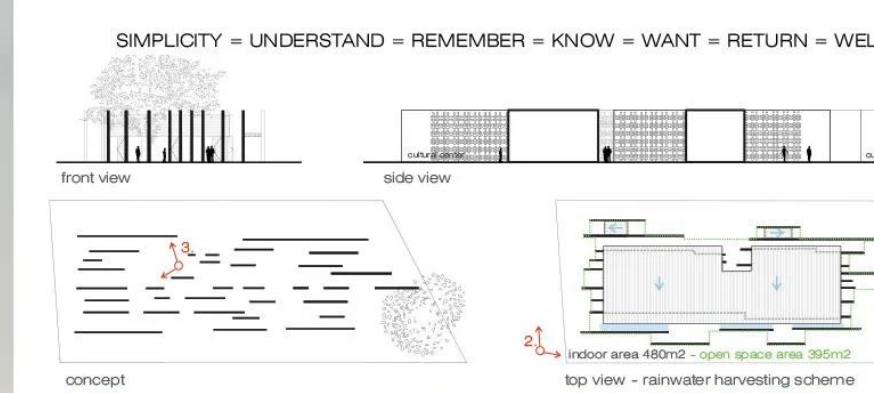 SIMPLICITY = UNDERSTAND = REMEMBER = KNOW = WANT = RETURN = WEL
cultural center
front view
side view
3.
2.
indoor area 480m2 - open space area 395m2
concept
top view - rainwater harvesting scheme